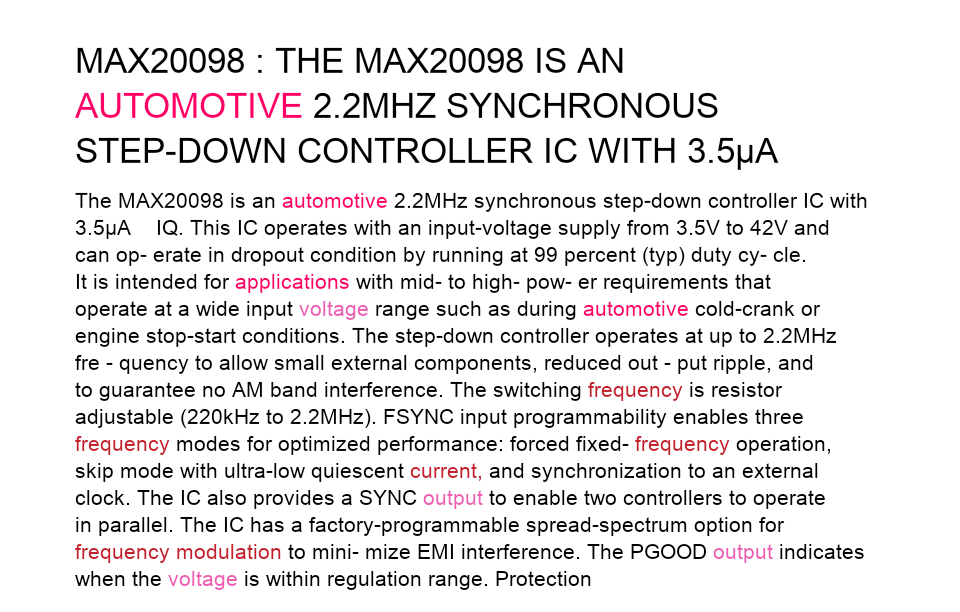 MAX20098 : THE MAX20098 IS AN
AUTOMOTIVE 2.2MHZ SYNCHRONOUS
STEP-DOWN CONTROLLER IC WITH 3.5µA
The MAX20098 is an automotive 2.2MHz synchronous step-down controller IC with
3.5µA IQ. This IC operates with an input-voltage supply from 3.5V to 42V and
can op- erate in dropout condition by running at 99 percent (typ) duty cy- cle.
It is intended for applications with mid- to high- pow- er requirements that
operate at a wide input voltage range such as during automotive cold-crank or
engine stop-start conditions. The step-down controller operates at up to 2.2MHz
fre - quency to allow small external components, reduced out - put ripple, and
to guarantee no AM band interference. The switching frequency is resistor
adjustable (220kHz to 2.2MHz). FSYNC input programmability enables three
frequency modes for optimized performance: forced fixed- frequency operation,
skip mode with ultra-low quiescent current, and synchronization to an external
clock. The IC also provides a SYNC output to enable two controllers to operate
in parallel. The IC has a factory-programmable spread-spectrum option for
frequency modulation to mini- mize EMI interference. The PGOOD output indicates
when the voltage is within regulation range. Protection